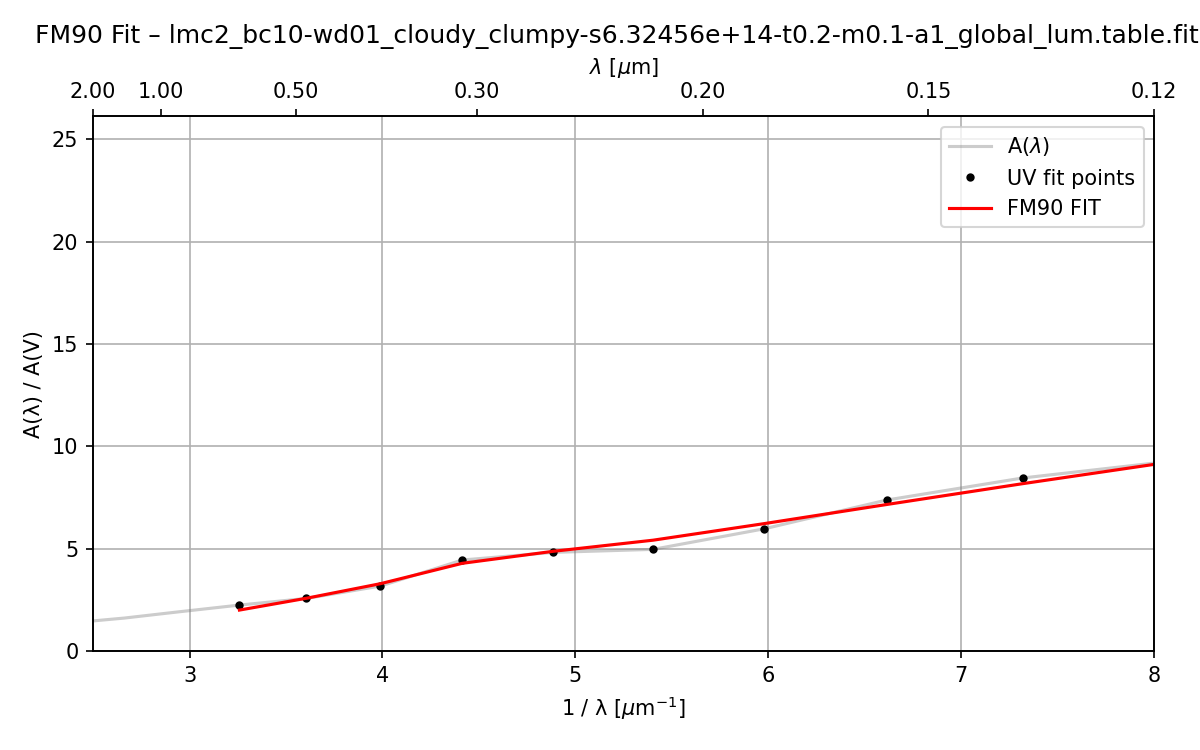 FM90 Fit – lmc2_bc10-wd01_cloudy_clumpy-s6.32456e+14-t0.2-m0.1-a1_global_lum.table.fit
λ [μm]
2.00 1.00 0.50 0.30 0.20 0.15 0.12
A(λ)
UV fit points
FM90 FIT
25
20
15
10
5
0
A(λ) / A(V)
3 4 5 6 7 8
1 / λ [μm⁻¹]